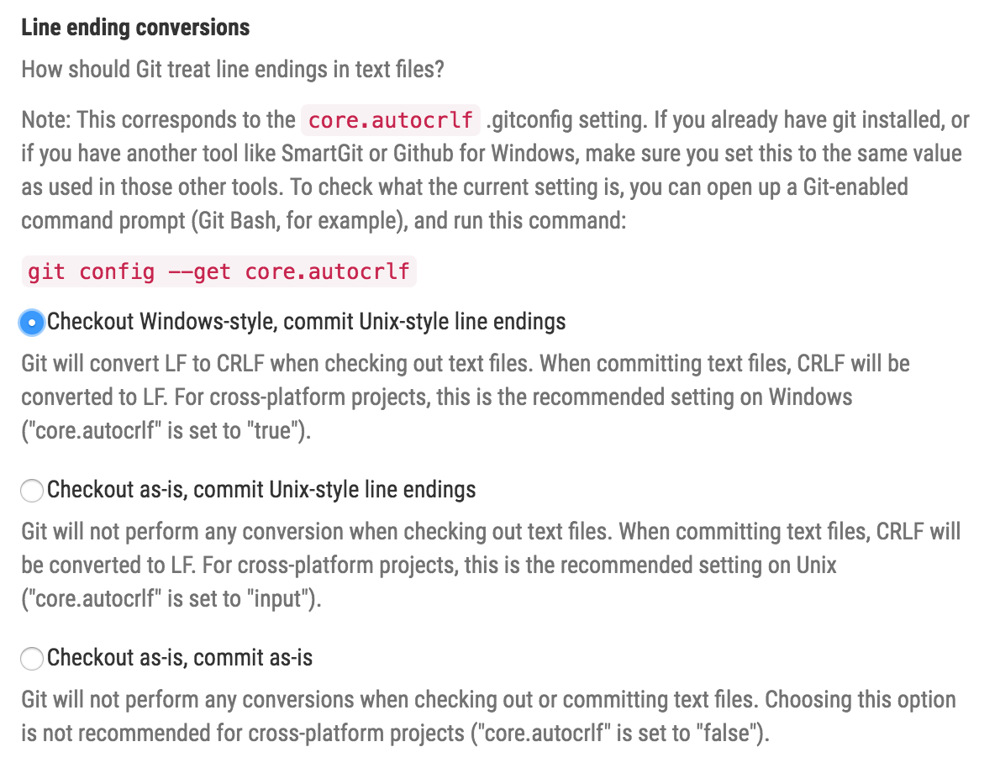 Line ending conversions
How should Git treat line endings in text files?
Note: This corresponds to the core.autocrlf .gitconfig setting. If you already have git installed, or
if you have another tool like SmartGit or Github for Windows, make sure you set this to the same value
as used in those other tools. To check what the current setting is, you can open up a Git-enabled
command prompt (Git Bash, for example), and run this command:
git config --get core.autocrlf
Checkout Windows-style, commit Unix-style line endings
Git will convert LF to CRLF when checking out text files. When committing text files, CRLF will be
converted to LF. For cross-platform projects, this is the recommended setting on Windows
("core.autocrlf" is set to "true").
Checkout as-is, commit Unix-style line endings
Git will not perform any conversion when checking out text files. When committing text files, CRLF will
be converted to LF. For cross-platform projects, this is the recommended setting on Unix
("core.autocrlf" is set to "input").
Checkout as-is, commit as-is
Git will not perform any conversions when checking out or committing text files. Choosing this option
is not recommended for cross-platform projects ("core.autocrlf" is set to "false").